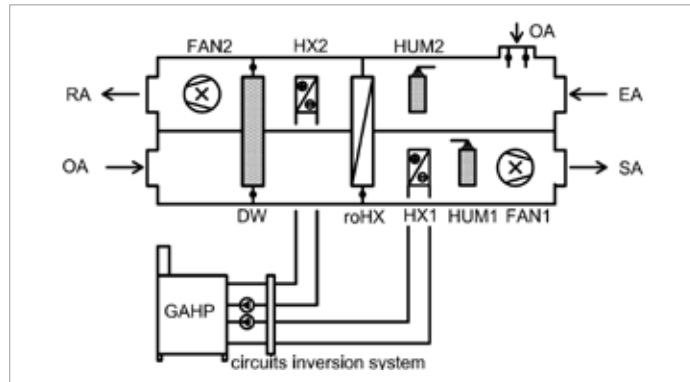 OA
FAN2 HX2 HUM2
RA EA
OA SA
DW roHX HX1 HUM1 FAN1
GAHP
circuits inversion system